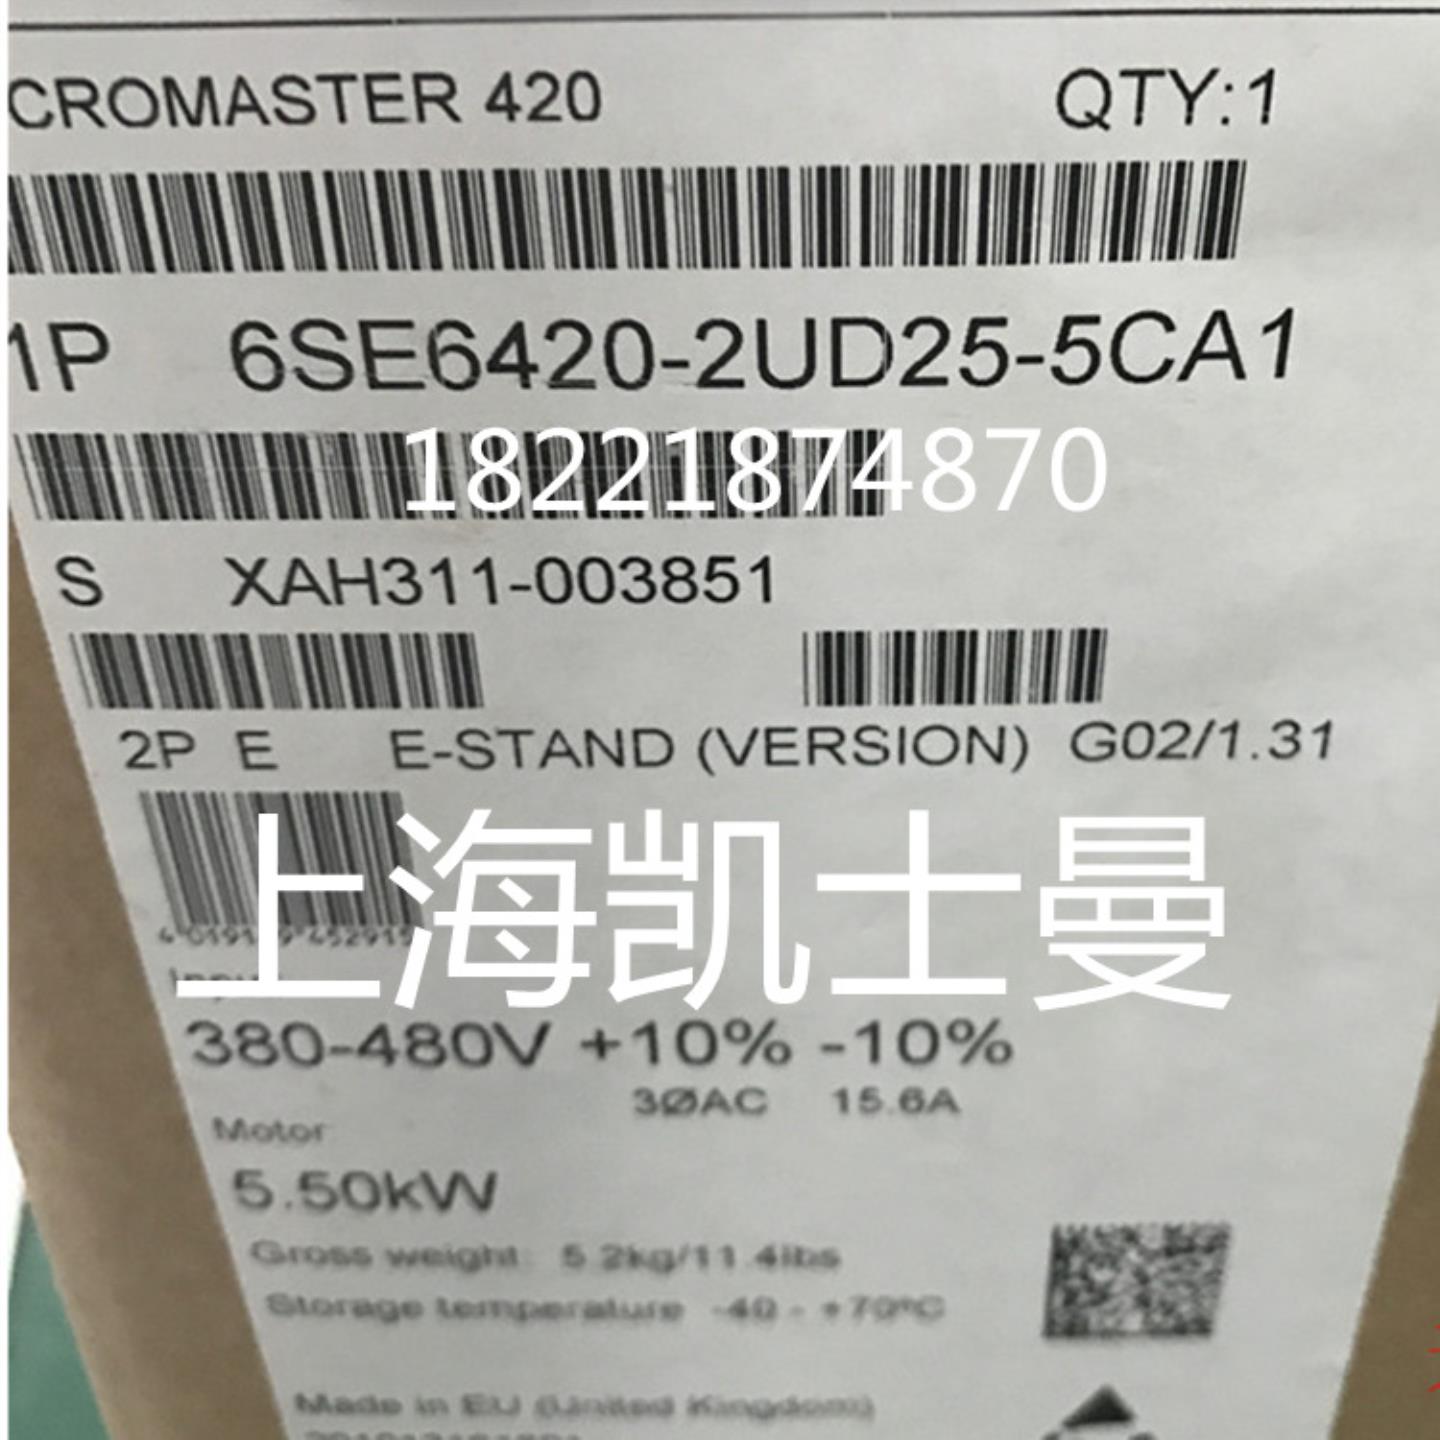 CROMASTER 420 QTY:1
1P 6SE6420-2UD25-5CA1
18221874870
S XAH311-003851
2P E E-STAND (VERSION) G02/1.31
上海凯士曼
Input
380-480V +10% -10%
3ØAC 15.6A
Motor
5.50kW
Gross weight: 5.2kg/11.4lbs
Storage temperature -40 - +70ºC
Made in EU (United Kingdom)